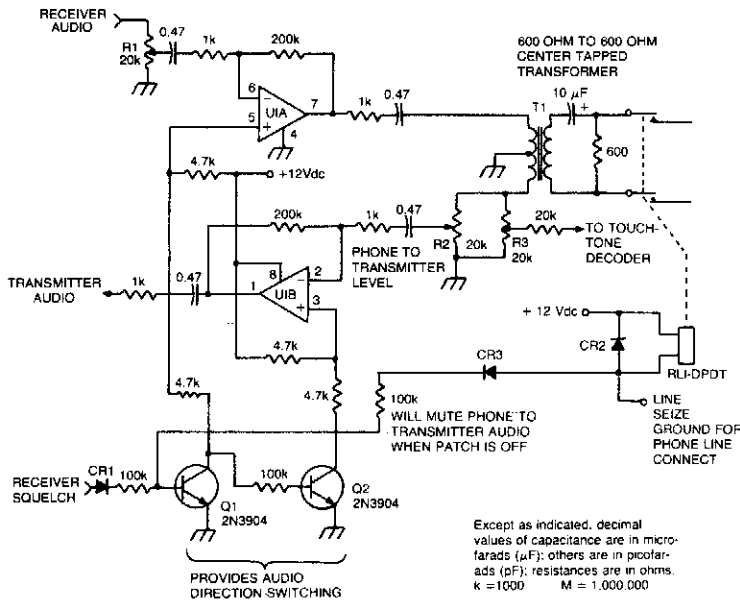 RECEIVER
AUDIO
0.47
1k
200k
R1
20k
6
7
5
UIA
4
1k
0.47
600 OHM TO 600 OHM
CENTER TAPPED
TRANSFORMER
T1
10 µF
+
600
4.7k
+12Vdc
200k
1k
0.47
PHONE TO
TRANSMITTER
LEVEL
R2
20k
R3
20k
20k
TO TOUCH-
TONE
DECODER
TRANSMITTER
AUDIO
1k
0.47
1
8
UIB
2
3
4.7k
4.7k
4.7k
+ 12 Vdc
CR2
RLI-DPDT
CR3
100k
WILL MUTE PHONE TO
TRANSMITTER AUDIO
WHEN PATCH IS OFF
LINE
SEIZE
GROUND FOR
PHONE LINE
CONNECT
RECEIVER
SQUELCH
CR1
100k
Q1
2N3904
100k
Q2
2N3904
PROVIDES AUDIO
DIRECTION SWITCHING
Except as indicated, decimal
values of capacitance are in micro-
farads (µF); others are in picofar-
ads (pF); resistances are in ohms.
k = 1000 M = 1,000,000